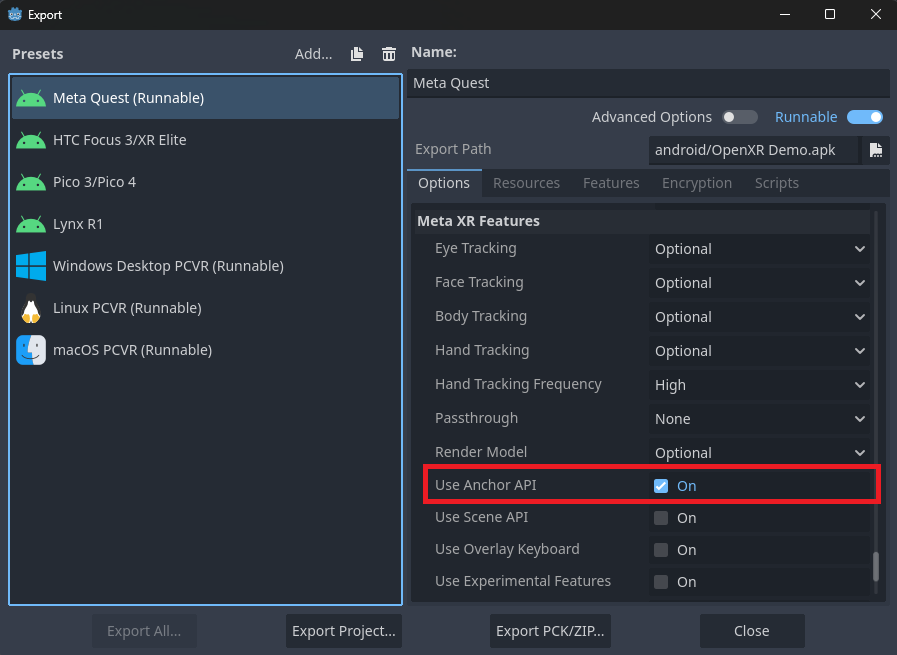 Export
Presets
Add...
Meta Quest (Runnable)
HTC Focus 3/XR Elite
Pico 3/Pico 4
Lynx R1
Windows Desktop PCVR (Runnable)
Linux PCVR (Runnable)
macOS PCVR (Runnable)
Name:
Meta Quest
Advanced Options Runnable
Export Path android/OpenXR Demo.apk
Options Resources Features Encryption Scripts
Meta XR Features
Eye Tracking Optional
Face Tracking Optional
Body Tracking Optional
Hand Tracking Optional
Hand Tracking Frequency High
Passthrough None
Render Model Optional
Use Anchor API On
Use Scene API On
Use Overlay Keyboard On
Use Experimental Features On
Export All... Export Project... Export PCK/ZIP... Close